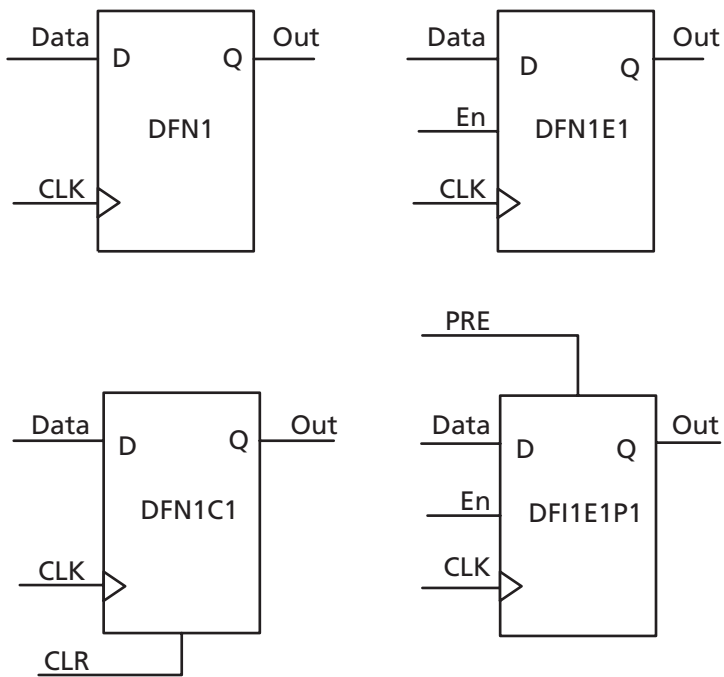 Data
Out
D
Q
DFN1
CLK
Data
Out
D
Q
En
DFN1E1
CLK
Data
Out
D
Q
DFN1C1
CLK
CLR
PRE
Data
Out
D
Q
En
DFI1E1P1
CLK